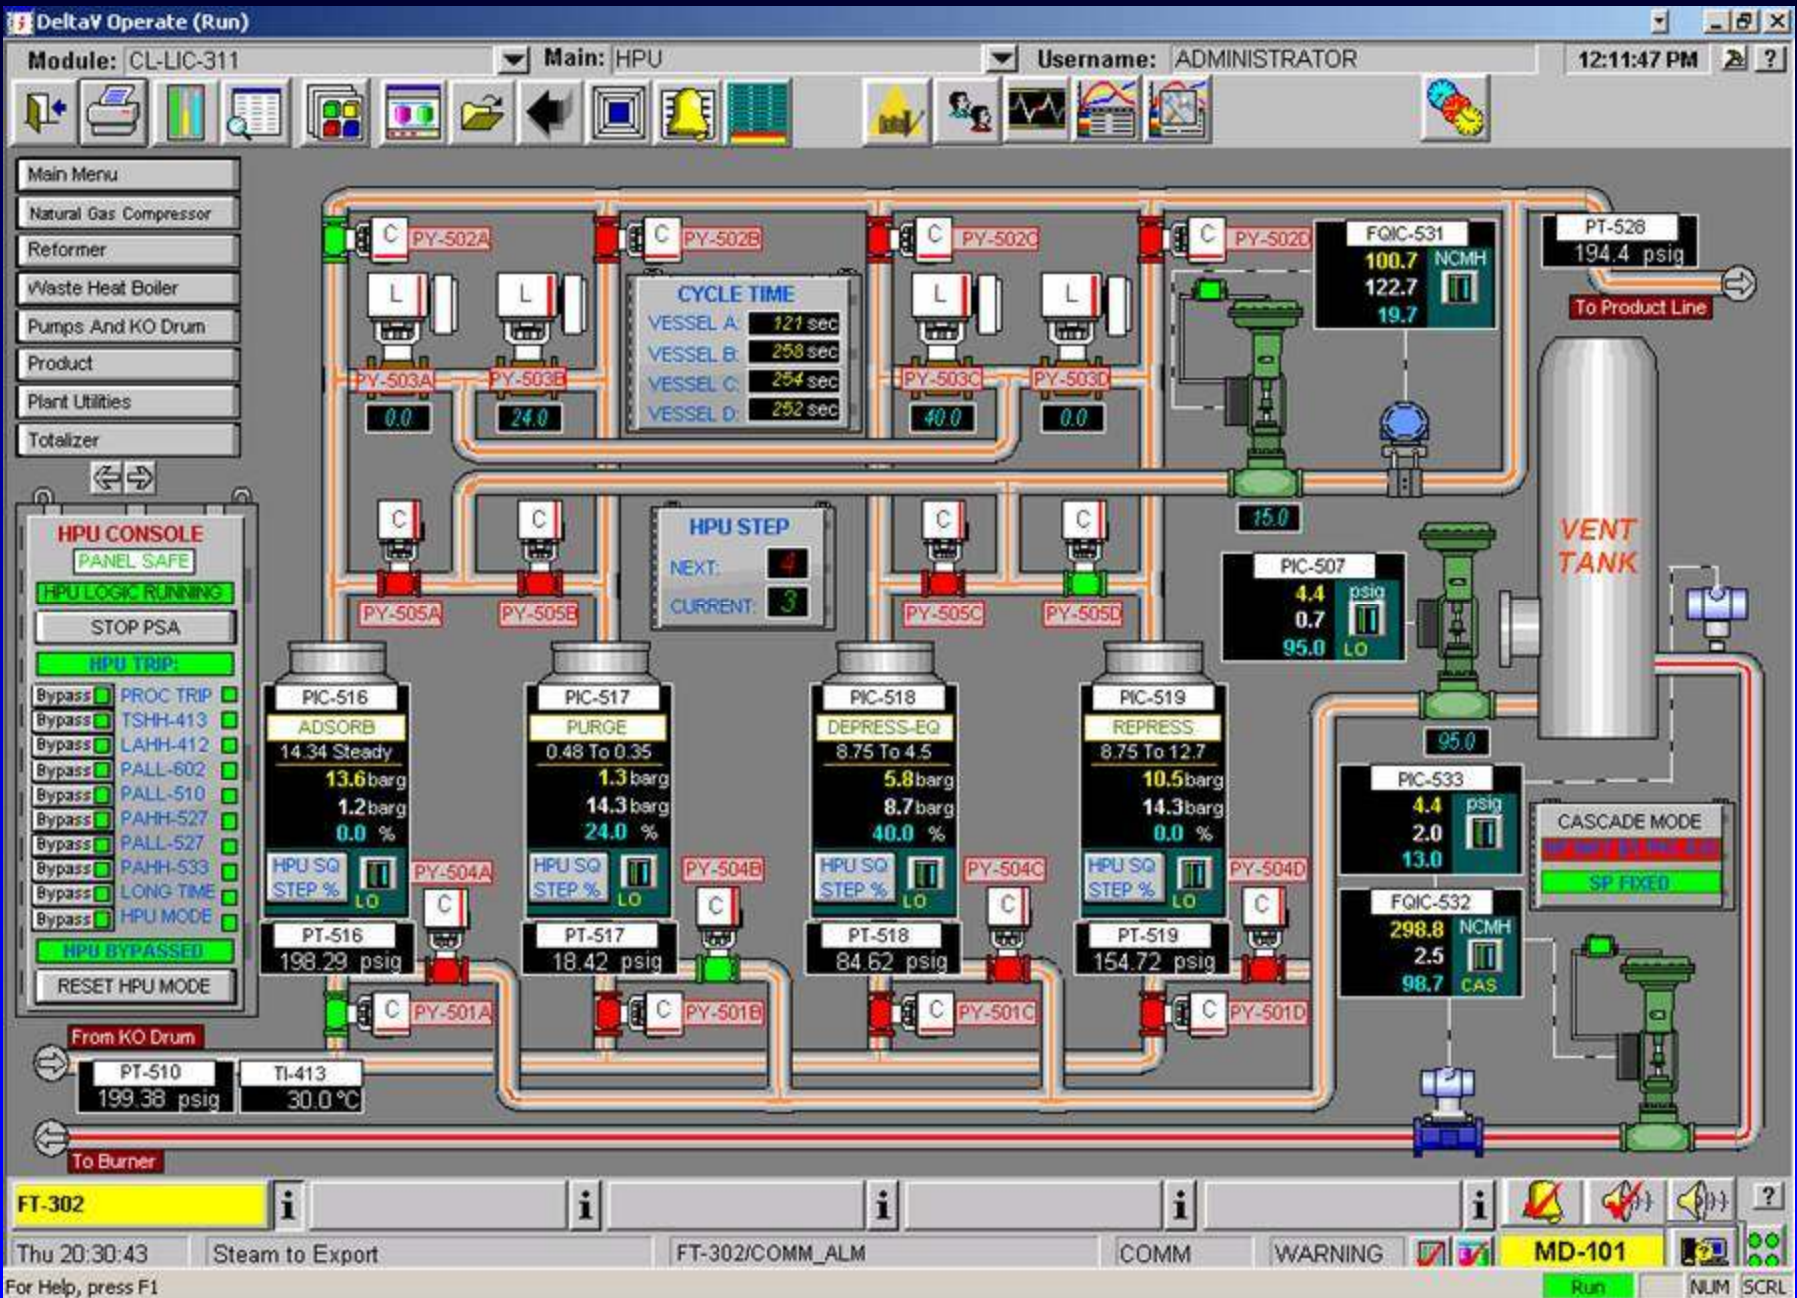 DeltaV Operate (Run)
Module: CL-LIC-311
Main: HPU
Username: ADMINISTRATOR
12:11:47 PM
?
Main Menu
Natural Gas Compressor
Reformer
Waste Heat Boiler
Pumps And KO Drum
Product
Plant Utilities
Totalizer
C PY-502A
C PY-502B
C PY-502C
C PY-502D
FQIC-531
100.7 NCMH
122.7
19.7
PT-528
194.4 psig
To Product Line
L
L
L
L
PY-503A
PY-503B
PY-503C
PY-503D
0.0
24.0
40.0
0.0
CYCLE TIME
VESSEL A: 121 sec
VESSEL B: 258 sec
VESSEL C: 254 sec
VESSEL D: 252 sec
15.0
C
C
C
C
PY-505A
PY-505B
PY-505C
PY-505D
HPU STEP
NEXT: 4
CURRENT: 3
VENT
TANK
PIC-507
4.4 psig
0.7
95.0 LO
95.0
HPU CONSOLE
PANEL SAFE
HPU LOGIC RUNNING
STOP PSA
HPU TRIP:
Bypass PROC TRIP
Bypass TSHH-413
Bypass LAHH-412
Bypass PALL-602
Bypass PALL-510
Bypass PAHH-527
Bypass PALL-527
Bypass PAHH-533
Bypass LONG TIME
Bypass HPU MODE
HPU BYPASSED
RESET HPU MODE
PIC-516
ADSORB
14.34 Steady
13.6 barg
1.2 barg
0.0 %
HPU SQ
STEP %
LO
PT-516
198.29 psig
PIC-517
PURGE
0.48 To 0.35
1.3 barg
14.3 barg
24.0 %
HPU SQ
STEP %
LO
PT-517
18.42 psig
PIC-518
DEPRESS-EQ
8.75 To 4.5
5.8 barg
8.7 barg
40.0 %
HPU SQ
STEP %
LO
PT-518
84.62 psig
PIC-519
REPRESS
8.75 To 12.7
10.5 barg
14.3 barg
0.0 %
HPU SQ
STEP %
LO
PT-519
154.72 psig
PY-504A
C
PY-504B
C
PY-504C
C
PY-504D
C
C PY-501A
C PY-501B
C PY-501C
C PY-501D
PIC-533
4.4 psig
2.0
13.0
CASCADE MODE
SP FIXED
FQIC-532
298.8 NCMH
2.5
98.7 CAS
From KO Drum
PT-510
199.38 psig
TI-413
30.0 °C
To Burner
FT-302 i
i
i
i
i
?
Thu 20:30:43
Steam to Export
FT-302/COMM_ALM
COMM
WARNING
MD-101
For Help, press F1
Run
NUM
SCRL